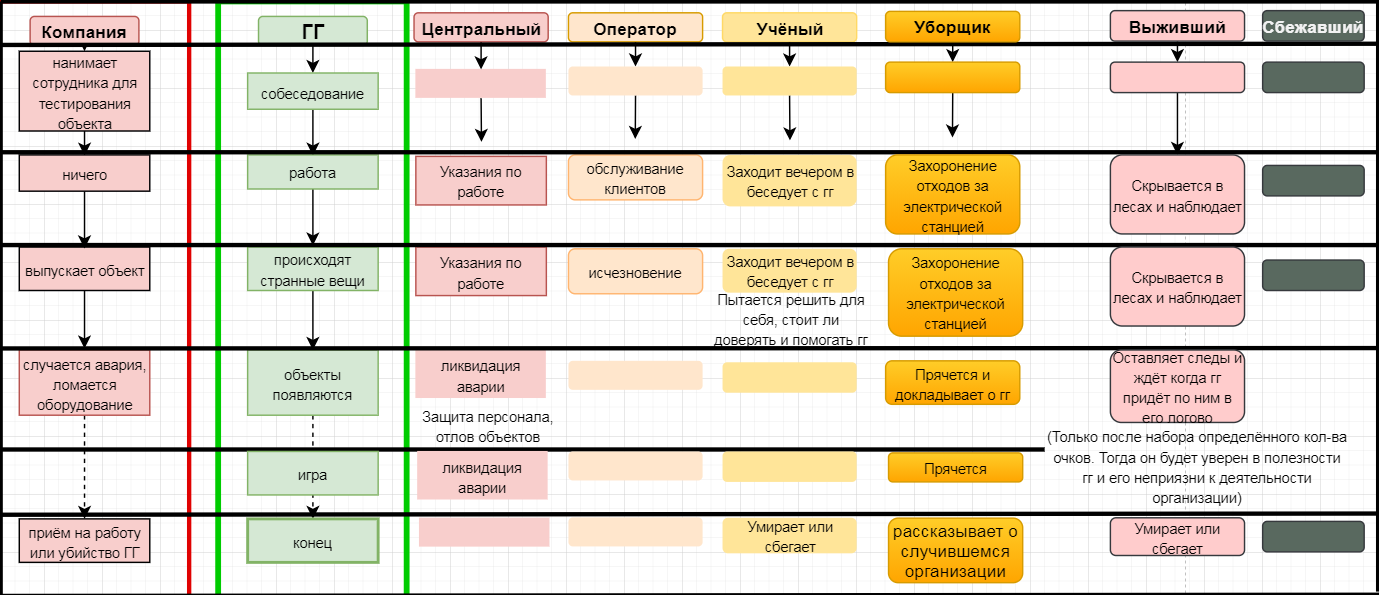 Компания
ГГ
Центральный
Оператор
Учёный
Уборщик
Выживший
Сбежавший
нанимает
сотрудника для
тестирования
объекта
собеседование
ничего
работа
Указания по
работе
обслуживание
клиентов
Заходит вечером в
беседует с гг
Захоронение
отходов за
электрической
станцией
Скрывается в
лесах и наблюдает
выпускает объект
происходят
странные вещи
Указания по
работе
исчезновение
Заходит вечером в
беседует с гг
Пытается решить для
себя, стоит ли
доверять и помогать гг
Захоронение
отходов за
электрической
станцией
Скрывается в
лесах и наблюдает
случается авария,
ломается
оборудование
объекты
появляются
ликвидация
аварии
Защита персонала,
отлов объектов
Прячется и
докладывает о гг
Оставляет следы и
ждёт когда гг
придёт по ним в
его логово
(Только после набора определённого кол-ва
очков. Тогда он будет уверен в полезности
гг и его неприязни к деятельности
организации)
игра
ликвидация
аварии
Прячется
приём на работу
или убийство ГГ
конец
Умирает или
сбегает
рассказывает о
случившемся
организации
Умирает или
сбегает